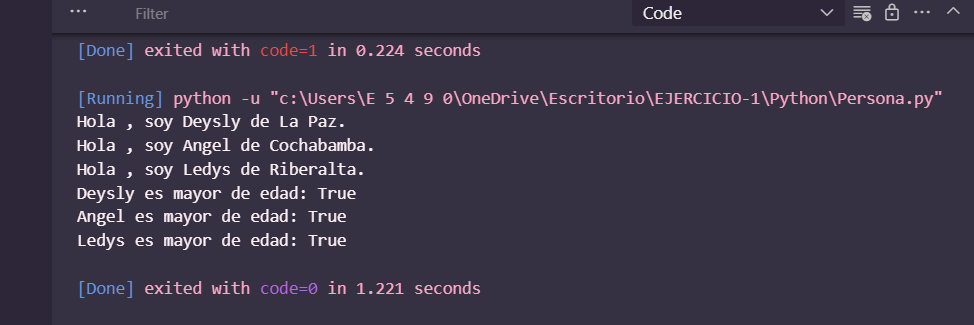 Filter
Code
[Done] exited with code=1 in 0.224 seconds
[Running] python -u "c:\Users\E 5 4 9 0\OneDrive\Escritorio\EJERCICIO-1\Python\Persona.py"
Hola , soy Deysly de La Paz.
Hola , soy Angel de Cochabamba.
Hola , soy Ledys de Riberalta.
Deysly es mayor de edad: True
Angel es mayor de edad: True
Ledys es mayor de edad: True
[Done] exited with code=0 in 1.221 seconds